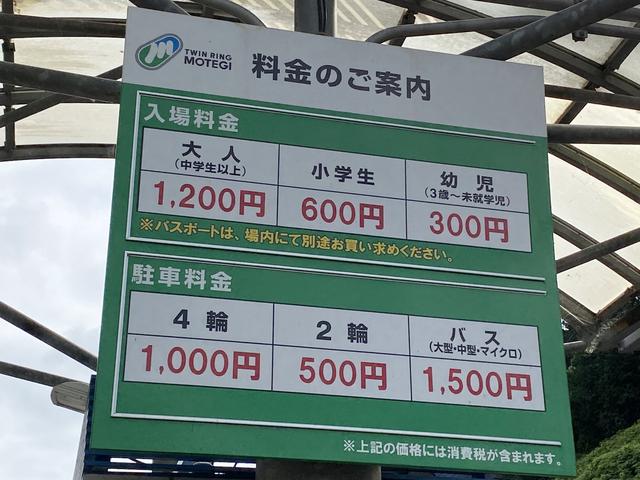 TWIN RING
MOTEGI
料金のご案内
入場料金
大人
(中学生以上)
小学生
幼児
(3歳~未就学児)
1,200円
600円
300円
※パスポートは、場内にて別途お買い求めください。
駐車料金
4輪
2輪
バス
(大型・中型・マイクロ)
1,000円
500円
1,500円
※上記の価格には消費税が含まれます。